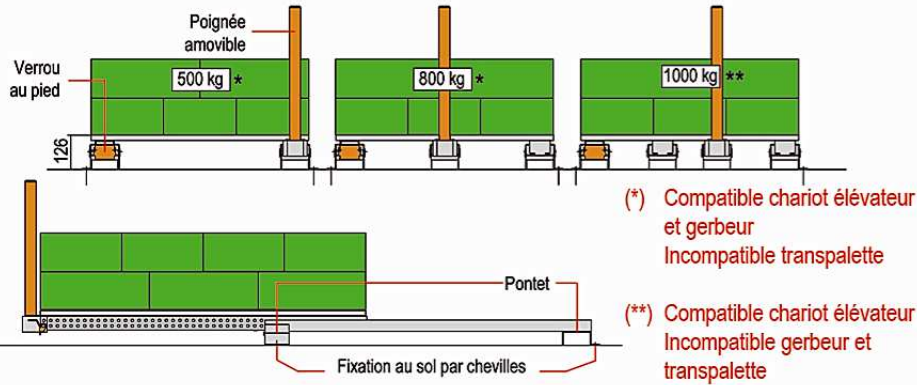 Poignée
amovible
Verrou
au pied
500 kg *
800 kg *
1000 kg **
126
(*) Compatible chariot élévateur
et gerbeur
Incompatible transpalette
Pontet
(**) Compatible chariot élévateur
Incompatible gerbeur et
transpalette
Fixation au sol par chevilles